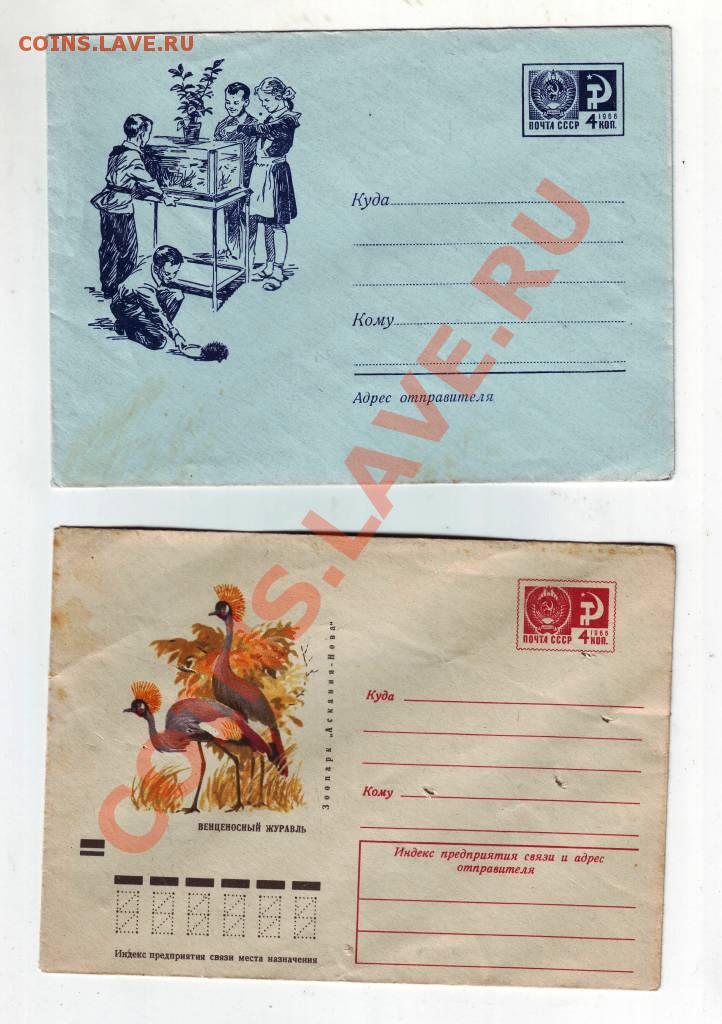 COINS.LAVE.RU
ПОЧТА СССР 4 1966 КОП.
Куда
Кому
Адрес отправителя
COINS.LAVE.RU
ПОЧТА СССР 4 1966 КОП.
Зоопарк „Аскания-Нова"
Куда
Кому
ВЕНЦЕНОСНЫЙ ЖУРАВЛЬ
Индекс предприятия связи и адрес
отправителя
Индекс предприятия связи места назначения